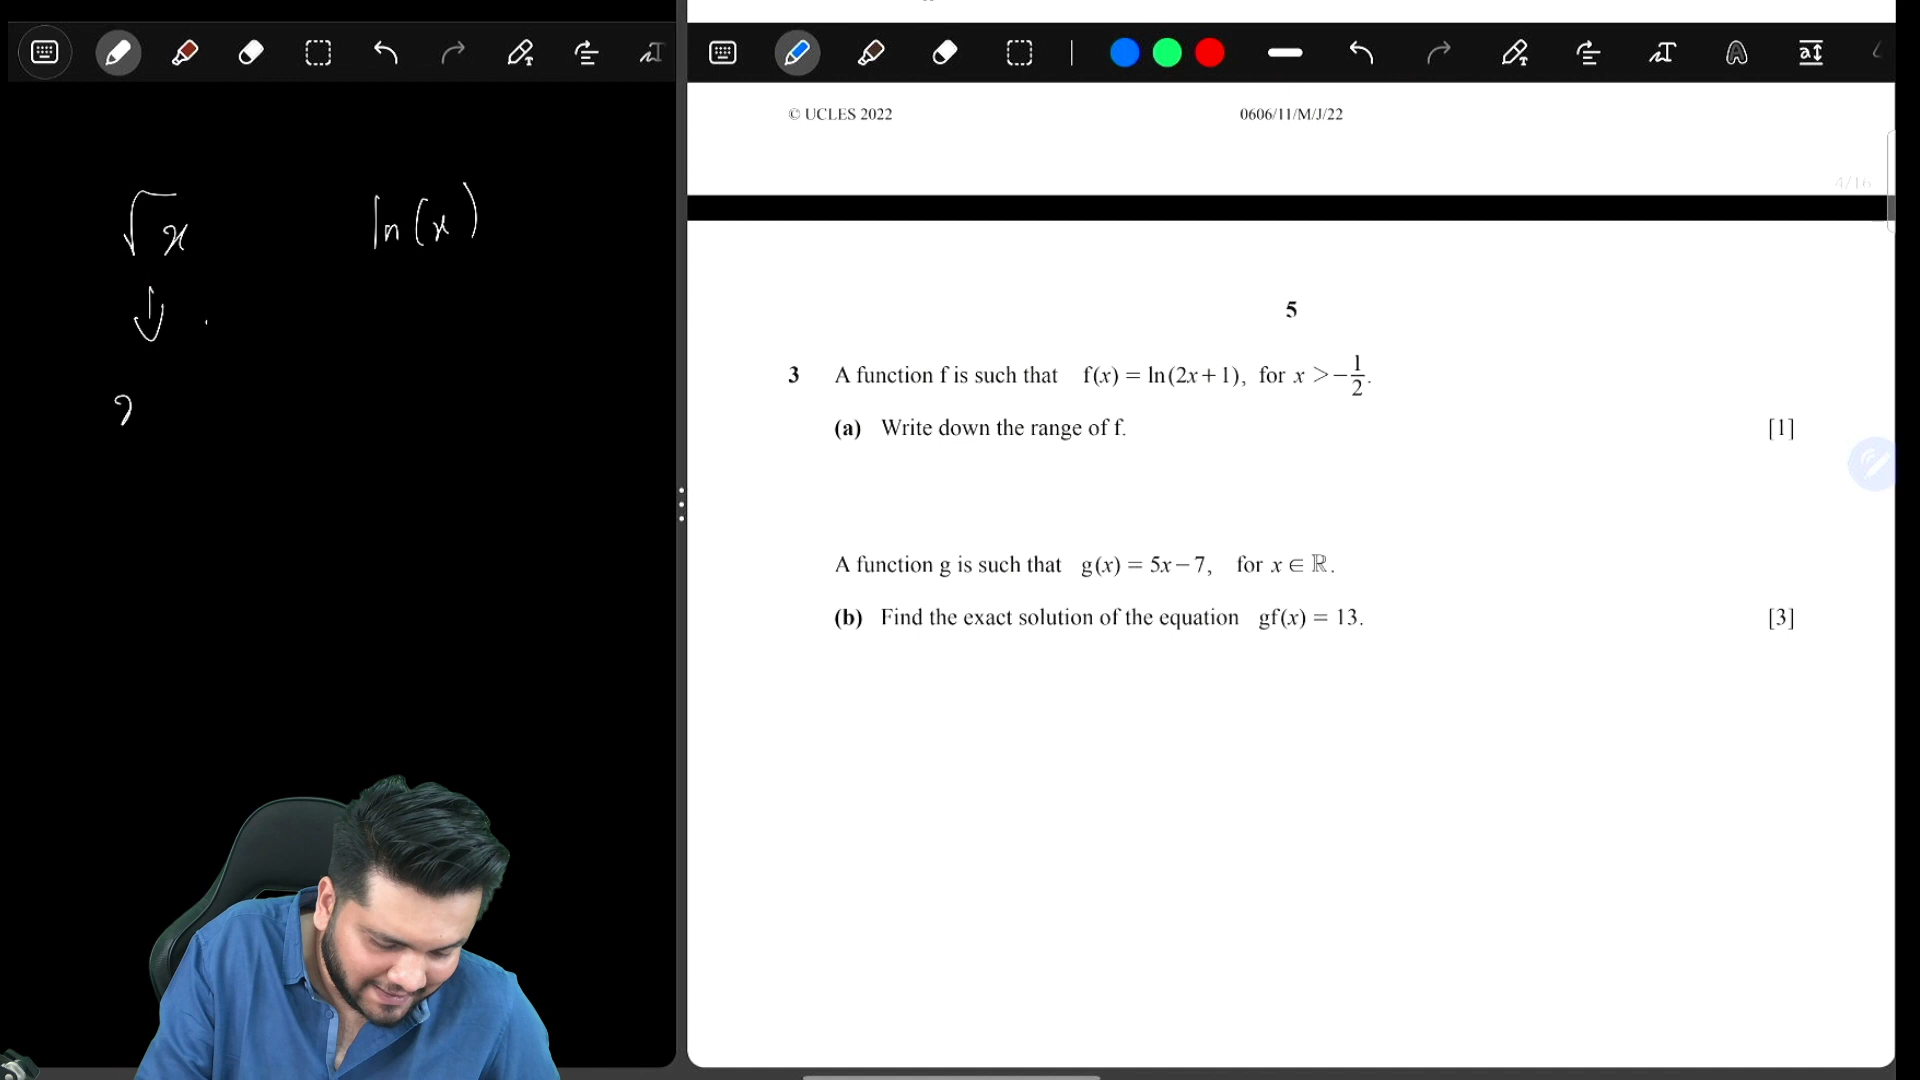 √x ln(x)
© UCLES 2022 0606/11/M/J/22
4/16
5
3 A function f is such that f(x) = ln(2x+1), for x > −1/2.
(a) Write down the range of f. [1]
A function g is such that g(x) = 5x − 7, for x ∈ ℝ.
(b) Find the exact solution of the equation gf(x) = 13. [3]